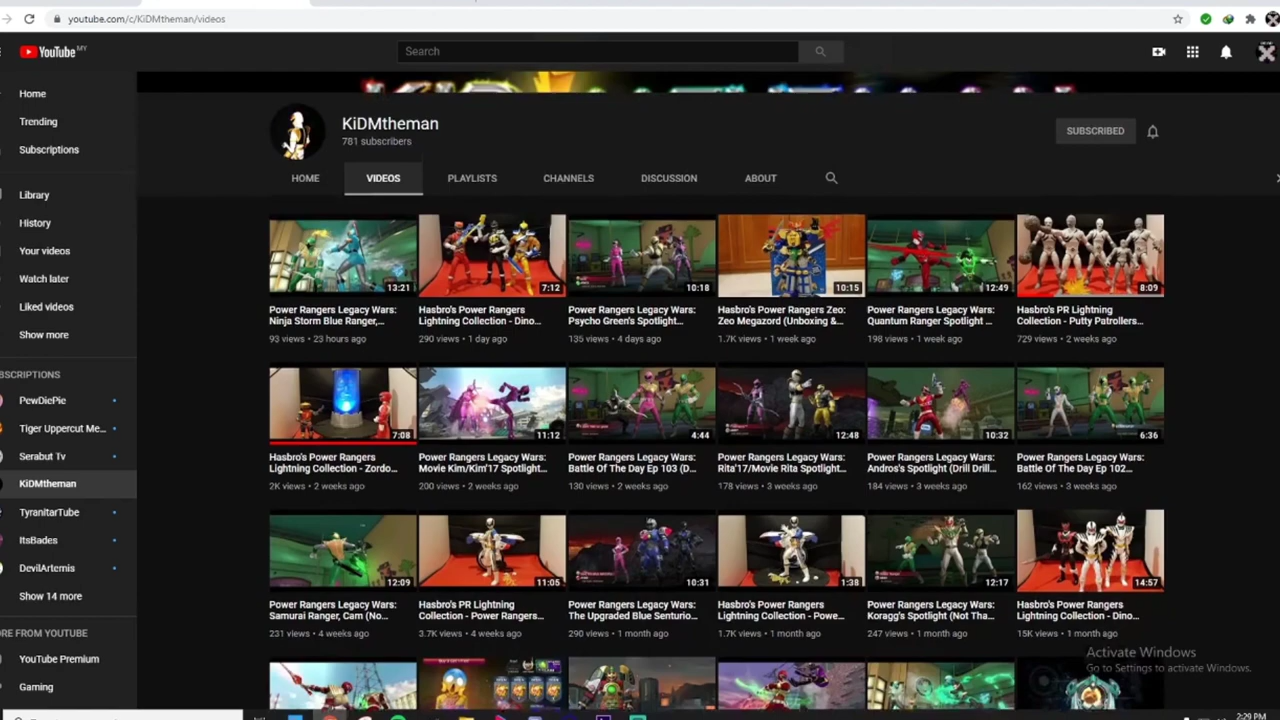 youtube.com/c/KiDMtheman/videos
YouTube MY
Search
Home
Trending
Subscriptions
Library
History
Your videos
Watch later
Liked videos
Show more
BSCRIPTIONS
PewDiePie
Tiger Uppercut Me...
Serabut Tv
KiDMtheman
TyranitarTube
ItsBades
DevilArtemis
Show 14 more
ORE FROM YOUTUBE
YouTube Premium
Gaming
KiDMtheman
781 subscribers
SUBSCRIBED
HOME VIDEOS PLAYLISTS CHANNELS DISCUSSION ABOUT
13:21 7:12 10:18 10:15 12:49 8:09
Power Rangers Legacy Wars: Hasbro's Power Rangers Power Rangers Legacy Wars: Hasbro's Power Rangers Zeo: Power Rangers Legacy Wars: Hasbro's PR Lightning
Ninja Storm Blue Ranger,... Lightning Collection - Dino... Psycho Green's Spotlight... Zeo Megazord (Unboxing &... Quantum Ranger Spotlight ... Collection - Putty Patrollers...
93 views • 23 hours ago 290 views • 1 day ago 135 views • 4 days ago 1.7K views • 1 week ago 198 views • 1 week ago 729 views • 2 weeks ago
7:08 11:12 4:44 12:48 10:32 6:36
Hasbro's Power Rangers Power Rangers Legacy Wars: Power Rangers Legacy Wars: Power Rangers Legacy Wars: Power Rangers Legacy Wars: Power Rangers Legacy Wars:
Lightning Collection - Zordo... Movie Kim/Kim'17 Spotlight... Battle Of The Day Ep 103 (D... Rita'17/Movie Rita Spotlight... Andros's Spotlight (Drill Drill... Battle Of The Day Ep 102...
2K views • 2 weeks ago 200 views • 2 weeks ago 130 views • 2 weeks ago 178 views • 3 weeks ago 184 views • 3 weeks ago 162 views • 3 weeks ago
12:09 11:05 10:31 1:38 12:17 14:57
Power Rangers Legacy Wars: Hasbro's PR Lightning Power Rangers Legacy Wars: Hasbro's Power Rangers Power Rangers Legacy Wars: Hasbro's Power Rangers
Samurai Ranger, Cam (No... Collection - Power Rangers... The Upgraded Blue Senturio... Lightning Collection - Powe... Koragg's Spotlight (Not Tha... Lightning Collection - Dino...
231 views • 4 weeks ago 3.7K views • 4 weeks ago 290 views • 1 month ago 1.7K views • 1 month ago 247 views • 1 month ago 15K views • 1 month ago
Activate Windows
Go to Settings to activate Windows.
2:29 PM